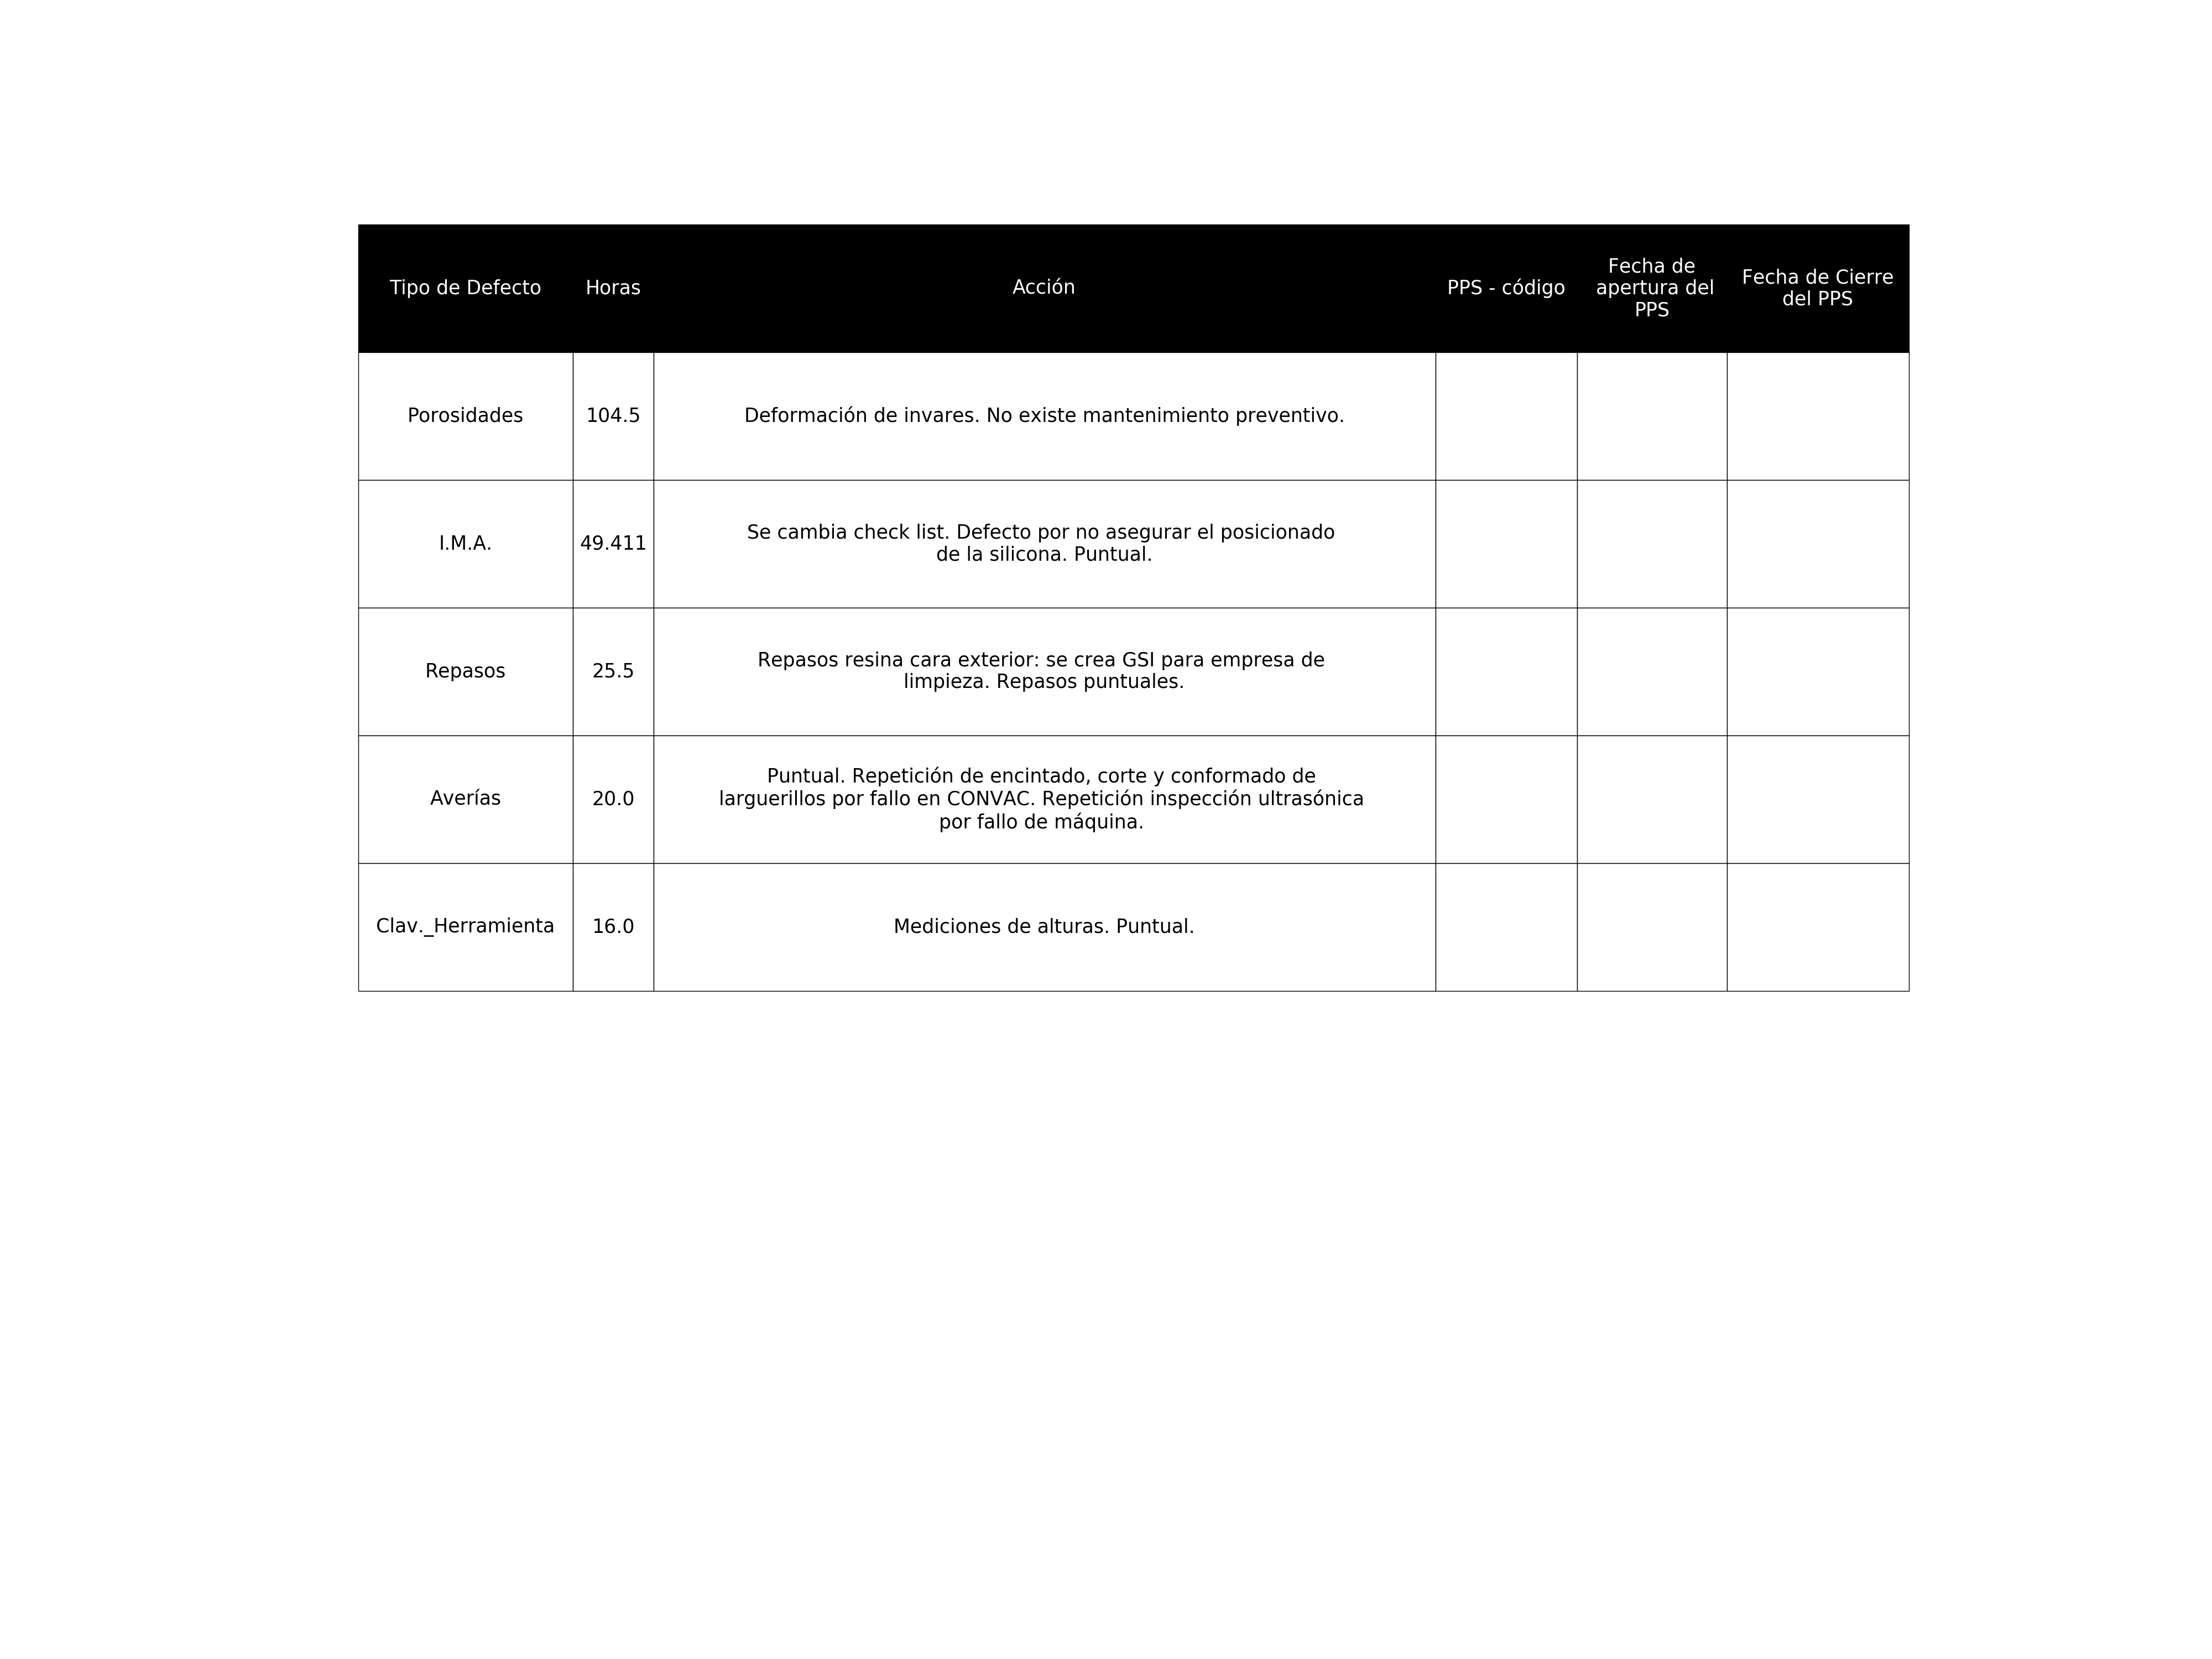 Tipo de Defecto
Horas
Acción
PPS - código
Fecha de
apertura del
PPS
Fecha de Cierre
del PPS
Porosidades
104.5
Deformación de invares. No existe mantenimiento preventivo.
I.M.A.
49.411
Se cambia check list. Defecto por no asegurar el posicionado
de la silicona. Puntual.
Repasos
25.5
Repasos resina cara exterior: se crea GSI para empresa de
limpieza. Repasos puntuales.
Averías
20.0
Puntual. Repetición de encintado, corte y conformado de
larguerillos por fallo en CONVAC. Repetición inspección ultrasónica
por fallo de máquina.
Clav._Herramienta
16.0
Mediciones de alturas. Puntual.